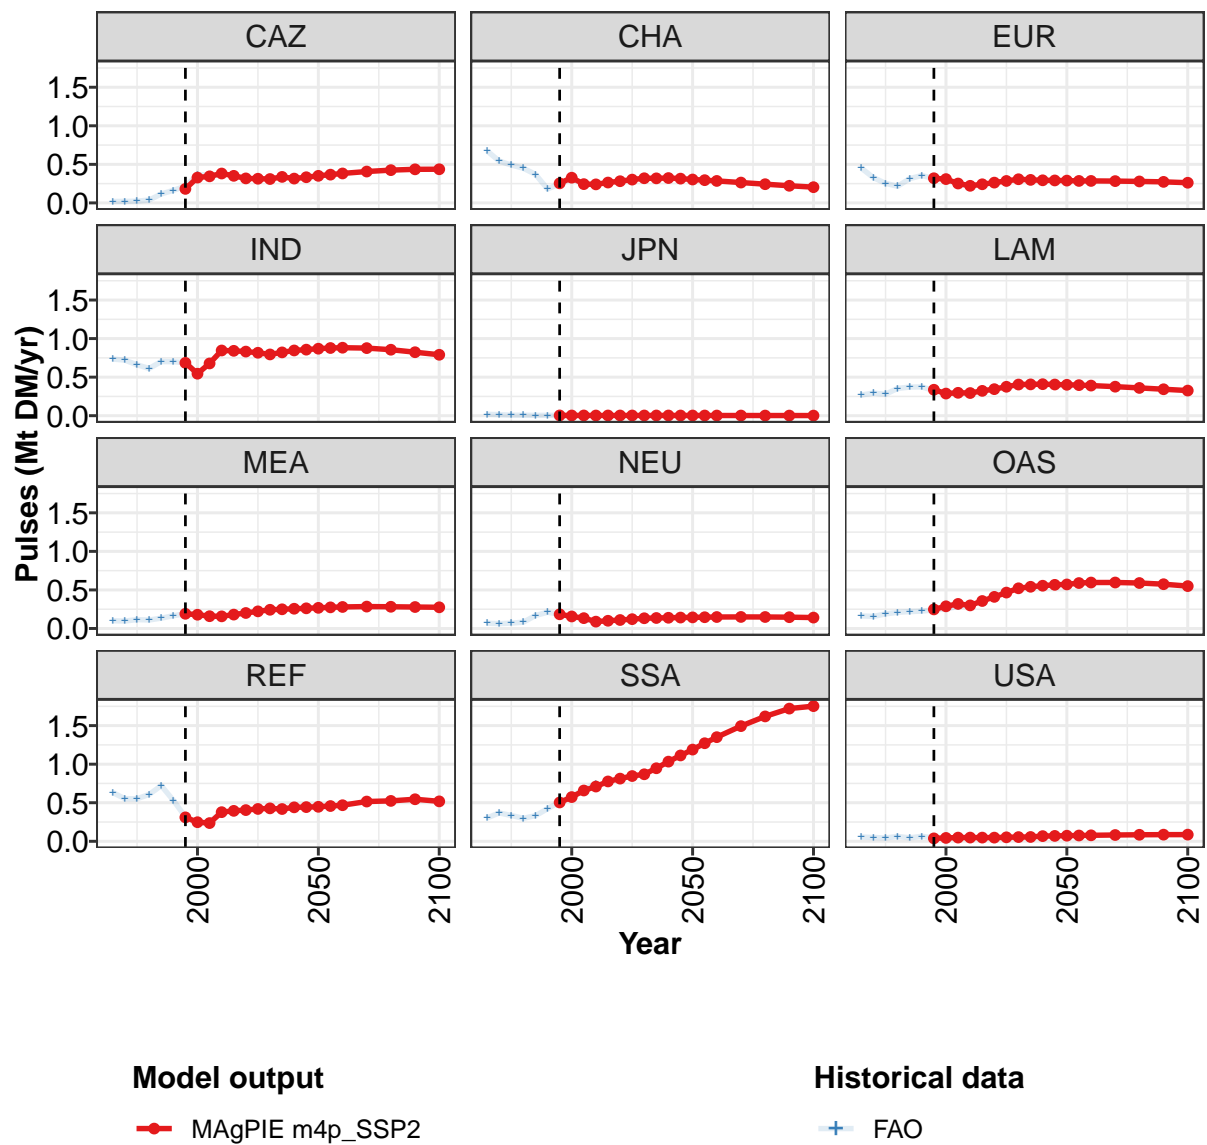 CAZ CHA EUR
1.5
1.0
0.5
0.0
IND JPN LAM
1.5
1.0
0.5
0.0
MEA NEU OAS
1.5
1.0
0.5
0.0
REF SSA USA
1.5
1.0
0.5
0.0
Pulses (Mt DM/yr)
2000 2050 2100 2000 2050 2100 2000 2050 2100
Year
Model output Historical data
MAgPIE m4p_SSP2 FAO